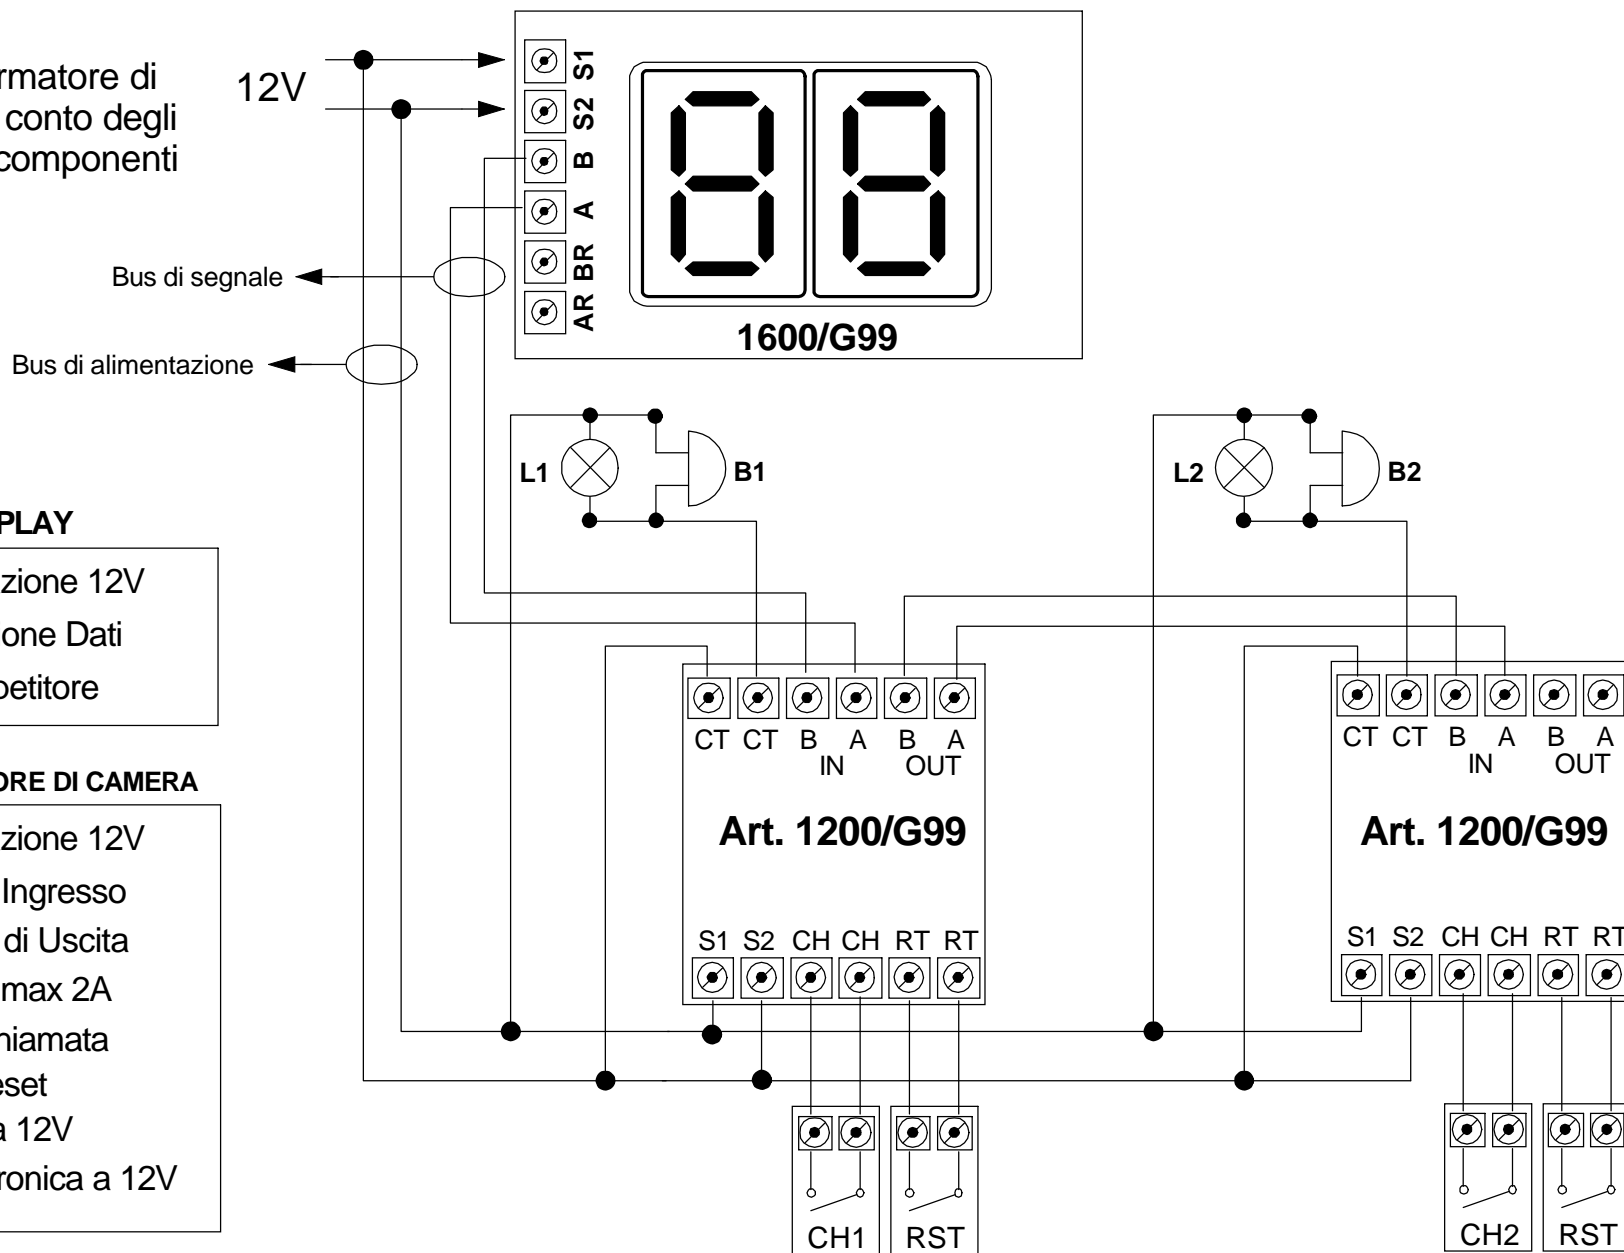 rmatore di
conto degli
componenti
12V
S1
S2
B
A
BR
AR
1600/G99
Bus di segnale
Bus di alimentazione
L1
B1
L2
B2
PLAY
zione 12V
one Dati
petitore
ORE DI CAMERA
zione 12V
Ingresso
di Uscita
max 2A
hiamata
eset
a 12V
ronica a 12V
CT CT B A B A
IN OUT
Art. 1200/G99
S1 S2 CH CH RT RT
CH1 RST
CT CT B A B A
IN OUT
Art. 1200/G99
S1 S2 CH CH RT RT
CH2 RST